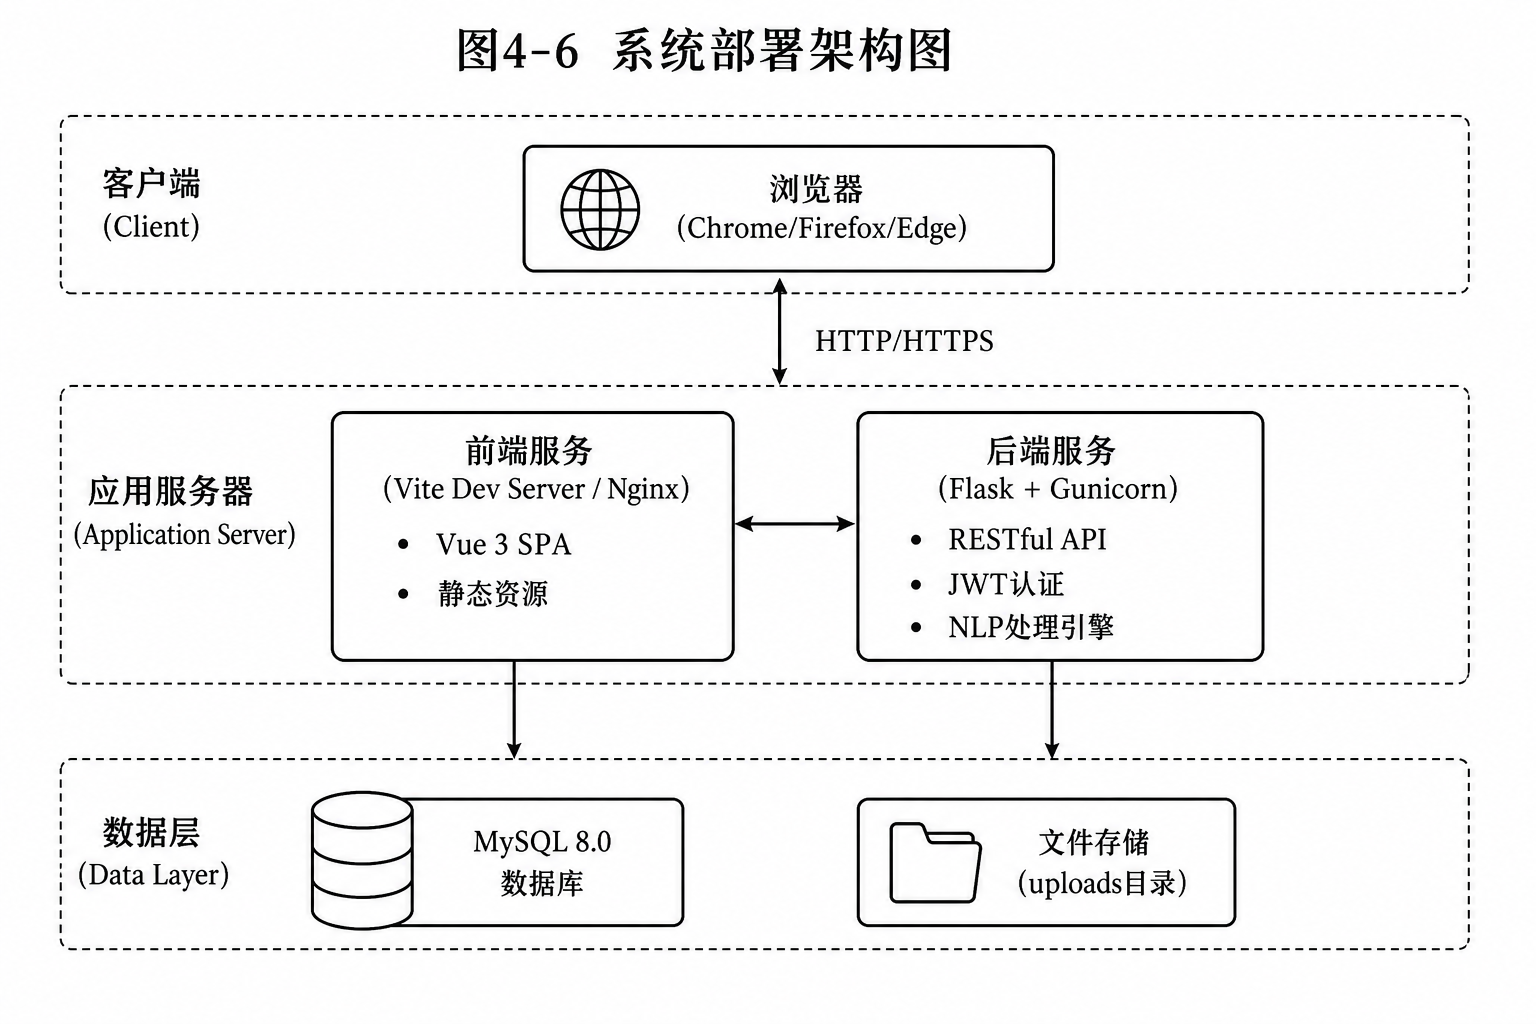 图4-6 系统部署架构图
客户端
(Client)
浏览器
(Chrome/Firefox/Edge)
HTTP/HTTPS
应用服务器
(Application Server)
前端服务
(Vite Dev Server / Nginx)
• Vue 3 SPA
• 静态资源
后端服务
(Flask + Gunicorn)
• RESTful API
• JWT认证
• NLP处理引擎
数据层
(Data Layer)
MySQL 8.0
数据库
文件存储
(uploads目录)